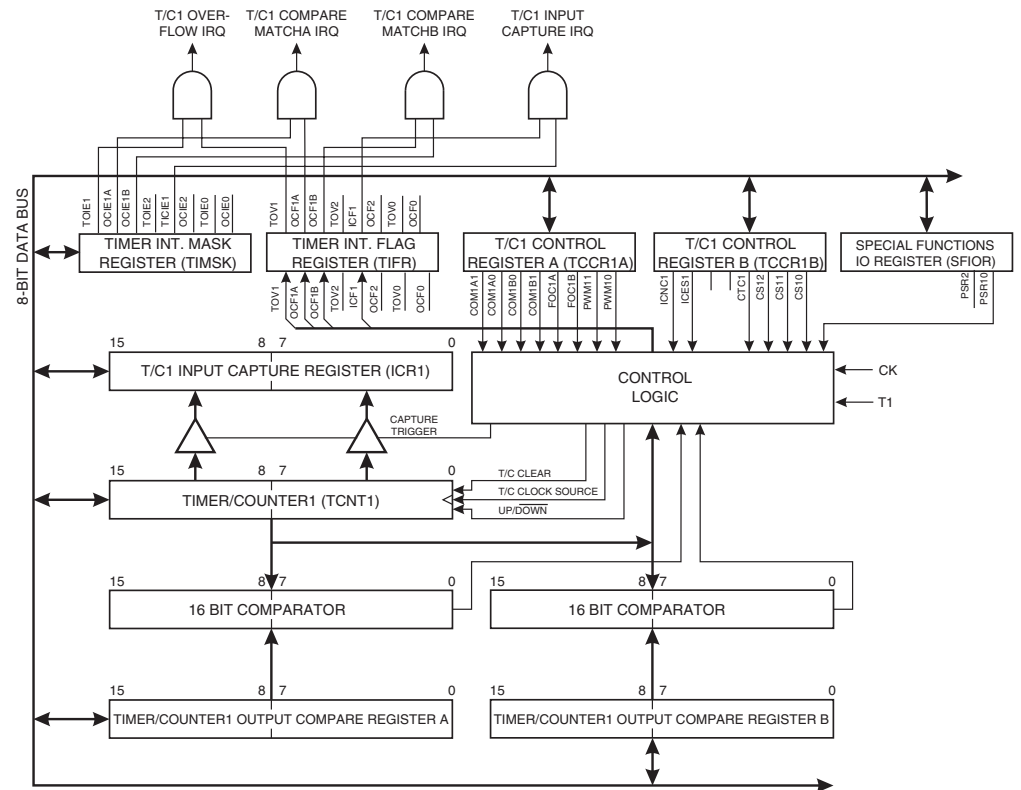 T/C1 OVER-
FLOW IRQ
T/C1 COMPARE
MATCHA IRQ
T/C1 COMPARE
MATCHB IRQ
T/C1 INPUT
CAPTURE IRQ
8-BIT DATA BUS
TOIE1
OCIE1A
OCIE1B
TOIE2
TICIE1
OCIE2
TOIE0
OCIE0
TIMER INT. MASK
REGISTER (TIMSK)
TOV1
OCF1A
OCF1B
TOV2
ICF1
OCF2
TOV0
OCF0
TIMER INT. FLAG
REGISTER (TIFR)
TOV1
OCF1A
OCF1B
TOV2
ICF1
OCF2
TOV0
OCF0
T/C1 CONTROL
REGISTER A (TCCR1A)
COM1A1
COM1A0
COM1B0
COM1B1
FOC1A
FOC1B
PWM11
PWM10
T/C1 CONTROL
REGISTER B (TCCR1B)
ICNC1
ICES1
CTC1
CS12
CS11
CS10
SPECIAL FUNCTIONS
IO REGISTER (SFIOR)
PSR2
PSR10
15 8 7 0
T/C1 INPUT CAPTURE REGISTER (ICR1)
CONTROL
LOGIC
CK
T1
CAPTURE
TRIGGER
15 8 7 0
TIMER/COUNTER1 (TCNT1)
T/C CLEAR
T/C CLOCK SOURCE
UP/DOWN
15 8 7 0
16 BIT COMPARATOR
15 8 7 0
16 BIT COMPARATOR
15 8 7 0
TIMER/COUNTER1 OUTPUT COMPARE REGISTER A
15 8 7 0
TIMER/COUNTER1 OUTPUT COMPARE REGISTER B